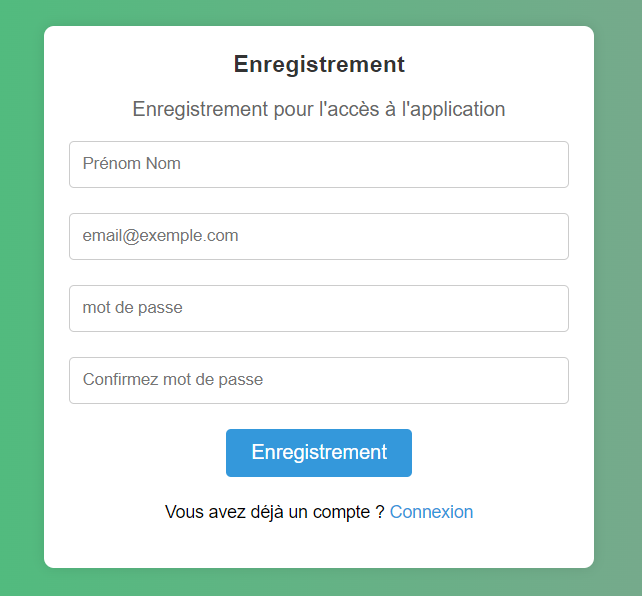 Enregistrement
Enregistrement pour l'accès à l'application
Prénom Nom
email@exemple.com
mot de passe
Confirmez mot de passe
Enregistrement
Vous avez déjà un compte ? Connexion